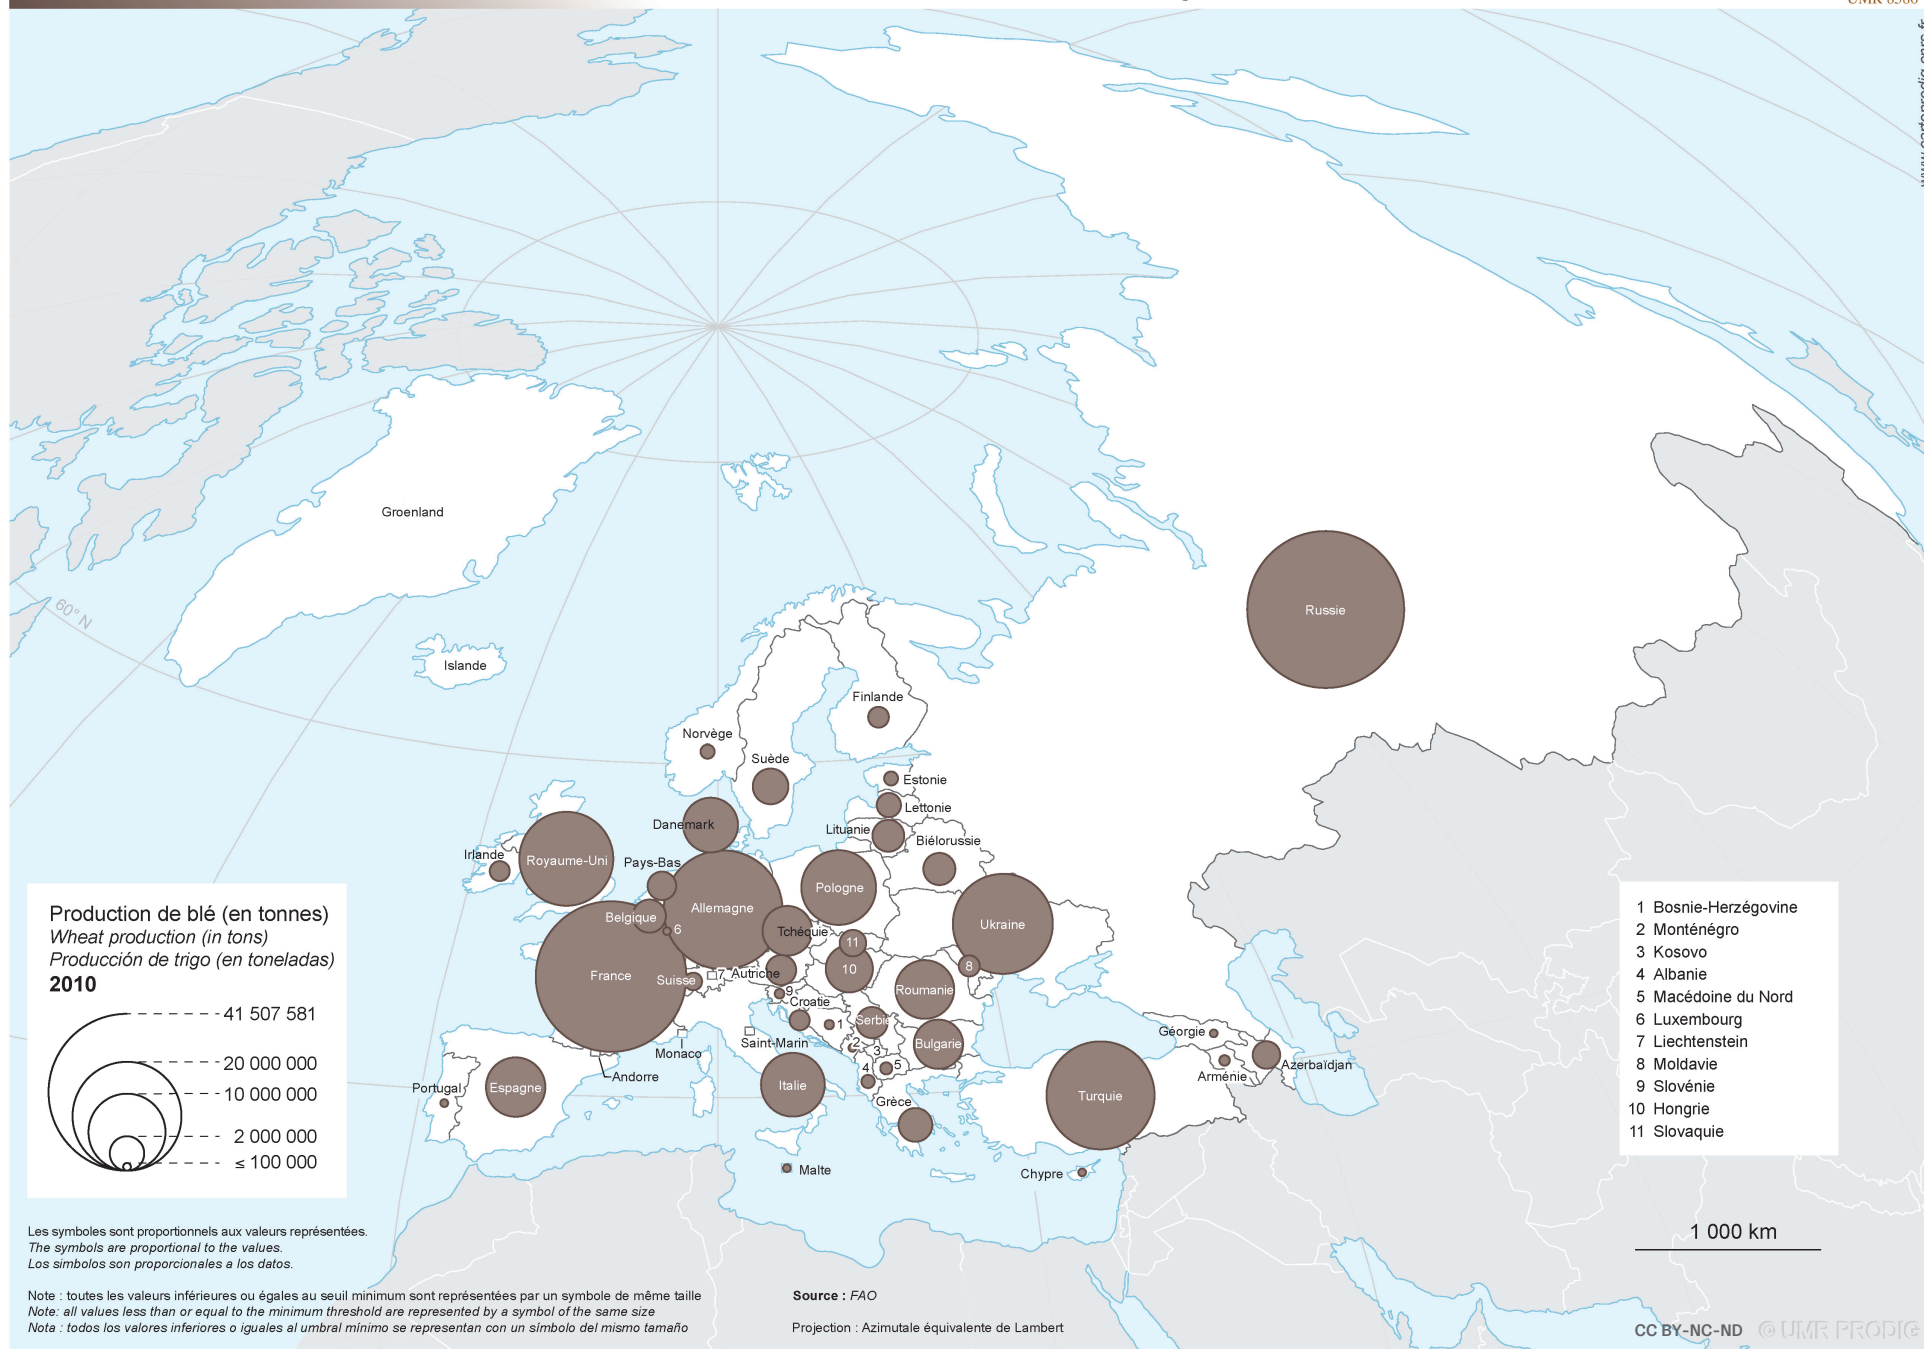 UMR 8586
www.cartoprodig.cnrs.fr
Groenland
60° N
Islande
Russie
Finlande
Norvège
Suède
Estonie
Lettonie
Danemark
Lituanie
Biélorussie
Irlande
Royaume-Uni
Pays-Bas
Pologne
Allemagne
Belgique
Ukraine
6
Tchéquie
11
France
Suisse
7
Autriche
10
8
Roumanie
9
Croatie
1
Serbie
Géorgie
Monaco
Saint-Marin
2
3
Bulgarie
Andorre
4
5
Arménie
Azerbaïdjan
Portugal
Espagne
Italie
Grèce
Turquie
Malte
Chypre
Production de blé (en tonnes)
Wheat production (in tons)
Producción de trigo (en toneladas)
2010
41 507 581
20 000 000
10 000 000
2 000 000
≤ 100 000
1 Bosnie-Herzégovine
2 Monténégro
3 Kosovo
4 Albanie
5 Macédoine du Nord
6 Luxembourg
7 Liechtenstein
8 Moldavie
9 Slovénie
10 Hongrie
11 Slovaquie
Les symboles sont proportionnels aux valeurs représentées.
The symbols are proportional to the values.
Los simbolos son proporcionales a los datos.
1 000 km
Note : toutes les valeurs inférieures ou égales au seuil minimum sont représentées par un symbole de même taille
Note: all values less than or equal to the minimum threshold are represented by a symbol of the same size
Nota : todos los valores inferiores o iguales al umbral mínimo se representan con un símbolo del mismo tamaño
Source : FAO
Projection : Azimutale équivalente de Lambert
CC BY-NC-ND © UMR PRODIG